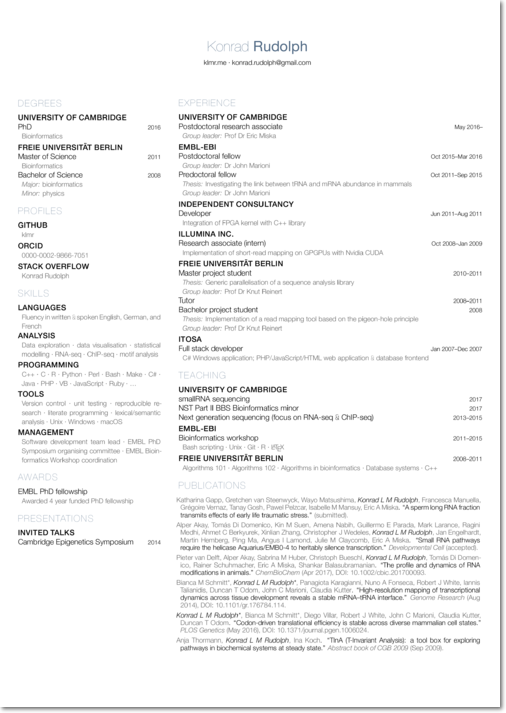 Konrad Rudolph
klmr.me · konrad.rudolph@gmail.com
DEGREES
UNIVERSITY OF CAMBRIDGE
PhD 2016
Bioinformatics
FREIE UNIVERSITÄT BERLIN
Master of Science 2011
Bioinformatics
Bachelor of Science 2008
Major: bioinformatics
Minor: physics
PROFILES
GITHUB
klmr
ORCID
0000-0002-9866-7051
STACK OVERFLOW
Konrad Rudolph
SKILLS
LANGUAGES
Fluency in written & spoken English, German, and
French
ANALYSIS
Data exploration · data visualisation · statistical
modelling · RNA-seq · ChIP-seq · motif analysis
PROGRAMMING
C++ · C · R · Python · Perl · Bash · Make · C# ·
Java · PHP · VB · JavaScript · Ruby · …
TOOLS
Version control · unit testing · reproducible re-
search · literate programming · lexical/semantic
analysis · Unix · Windows · macOS
MANAGEMENT
Software development team lead · EMBL PhD
Symposium organising committee · EMBL Bioin-
formatics Workshop coordination
AWARDS
EMBL PhD fellowship
Awarded 4 year funded PhD fellowship
PRESENTATIONS
INVITED TALKS
Cambridge Epigenetics Symposium 2014
EXPERIENCE
UNIVERSITY OF CAMBRIDGE
Postdoctoral research associate May 2016–
Group leader: Prof Dr Eric Miska
EMBL-EBI
Postdoctoral fellow Oct 2015–Mar 2016
Group leader: Dr John Marioni
Predoctoral fellow Oct 2011–Sep 2015
Thesis: Investigating the link between tRNA and mRNA abundance in mammals
Group leader: Dr John Marioni
INDEPENDENT CONSULTANCY
Developer Jun 2011–Aug 2011
Integration of FPGA kernel with C++ library
ILLUMINA INC.
Research associate (intern) Oct 2008–Jan 2009
Implementation of short-read mapping on GPGPUs with Nvidia CUDA
FREIE UNIVERSITÄT BERLIN
Master project student 2010–2011
Thesis: Generic parallelisation of a sequence analysis library
Group leader: Prof Dr Knut Reinert
Tutor 2008–2011
Bachelor project student 2008
Thesis: Implementation of a read mapping tool based on the pigeon-hole principle
Group leader: Prof Dr Knut Reinert
ITOSA
Full stack developer Jan 2007–Dec 2007
C# Windows application; PHP/JavaScript/HTML web application & database frontend
TEACHING
UNIVERSITY OF CAMBRIDGE
smallRNA sequencing 2017
NST Part II BBS Bioinformatics minor 2017
Next generation sequencing (focus on RNA-seq & ChIP-seq) 2013–2015
EMBL-EBI
Bioinformatics workshop 2011–2015
Bash scripting · Unix · Git · R · LATEX
FREIE UNIVERSITÄT BERLIN 2008–2011
Algorithms 101 · Algorithms 102 · Algorithms in bioinformatics · Database systems · C++
PUBLICATIONS
Katharina Gapp, Gretchen van Steenwyck, Wayo Matsushima, Konrad L M Rudolph, Francesca Manuella,
Grégoire Vernaz, Tanay Gosh, Pawel Pelczar, Isabelle M Mansuy, Eric A Miska. “A sperm long RNA fraction
transmits effects of early life traumatic stress.” (submitted).
Alper Akay, Tomás Di Domenico, Kin M Suen, Amena Nabih, Guillermo E Parada, Mark Larance, Ragini
Medhi, Ahmet C Berkyurek, Xinlian Zhang, Christopher J Wedeles, Konrad L M Rudolph, Jan Engelhardt,
Martin Hemberg, Ping Ma, Angus I Lamond, Julie M Claycomb, Eric A Miska. “Small RNA pathways
require the helicase Aquarius/EMB0-4 to heritably silence transcription.” Developmental Cell (accepted).
Pieter van Delft, Alper Akay, Sabrina M Huber, Christoph Bueschl, Konrad L M Rudolph, Tomás Di Domen-
ico, Rainer Schuhmacher, Eric A Miska, Shankar Balasubramanian. “The profile and dynamics of RNA
modifications in animals.” ChemBioChem (Apr 2017), DOI: 10.1002/cbic.201700093.
Bianca M Schmitt*, Konrad L M Rudolph*, Panagiota Karagianni, Nuno A Fonseca, Robert J White, Iannis
Talianidis, Duncan T Odom, John C Marioni, Claudia Kutter. “High-resolution mapping of transcriptional
dynamics across tissue development reveals a stable mRNA–tRNA interface.” Genome Research (Aug
2014), DOI: 10.1101/gr.176784.114.
Konrad L M Rudolph*, Bianca M Schmitt*, Diego Villar, Robert J White, John C Marioni, Claudia Kutter,
Duncan T Odom. “Codon-driven translational efficiency is stable across diverse mammalian cell states.”
PLOS Genetics (May 2016), DOI: 10.1371/journal.pgen.1006024.
Anja Thormann, Konrad L M Rudolph, Ina Koch. “TInA (T-Invariant Analysis): a tool box for exploring
pathways in biochemical systems at steady state.” Abstract book of CGB 2009 (Sep 2009).